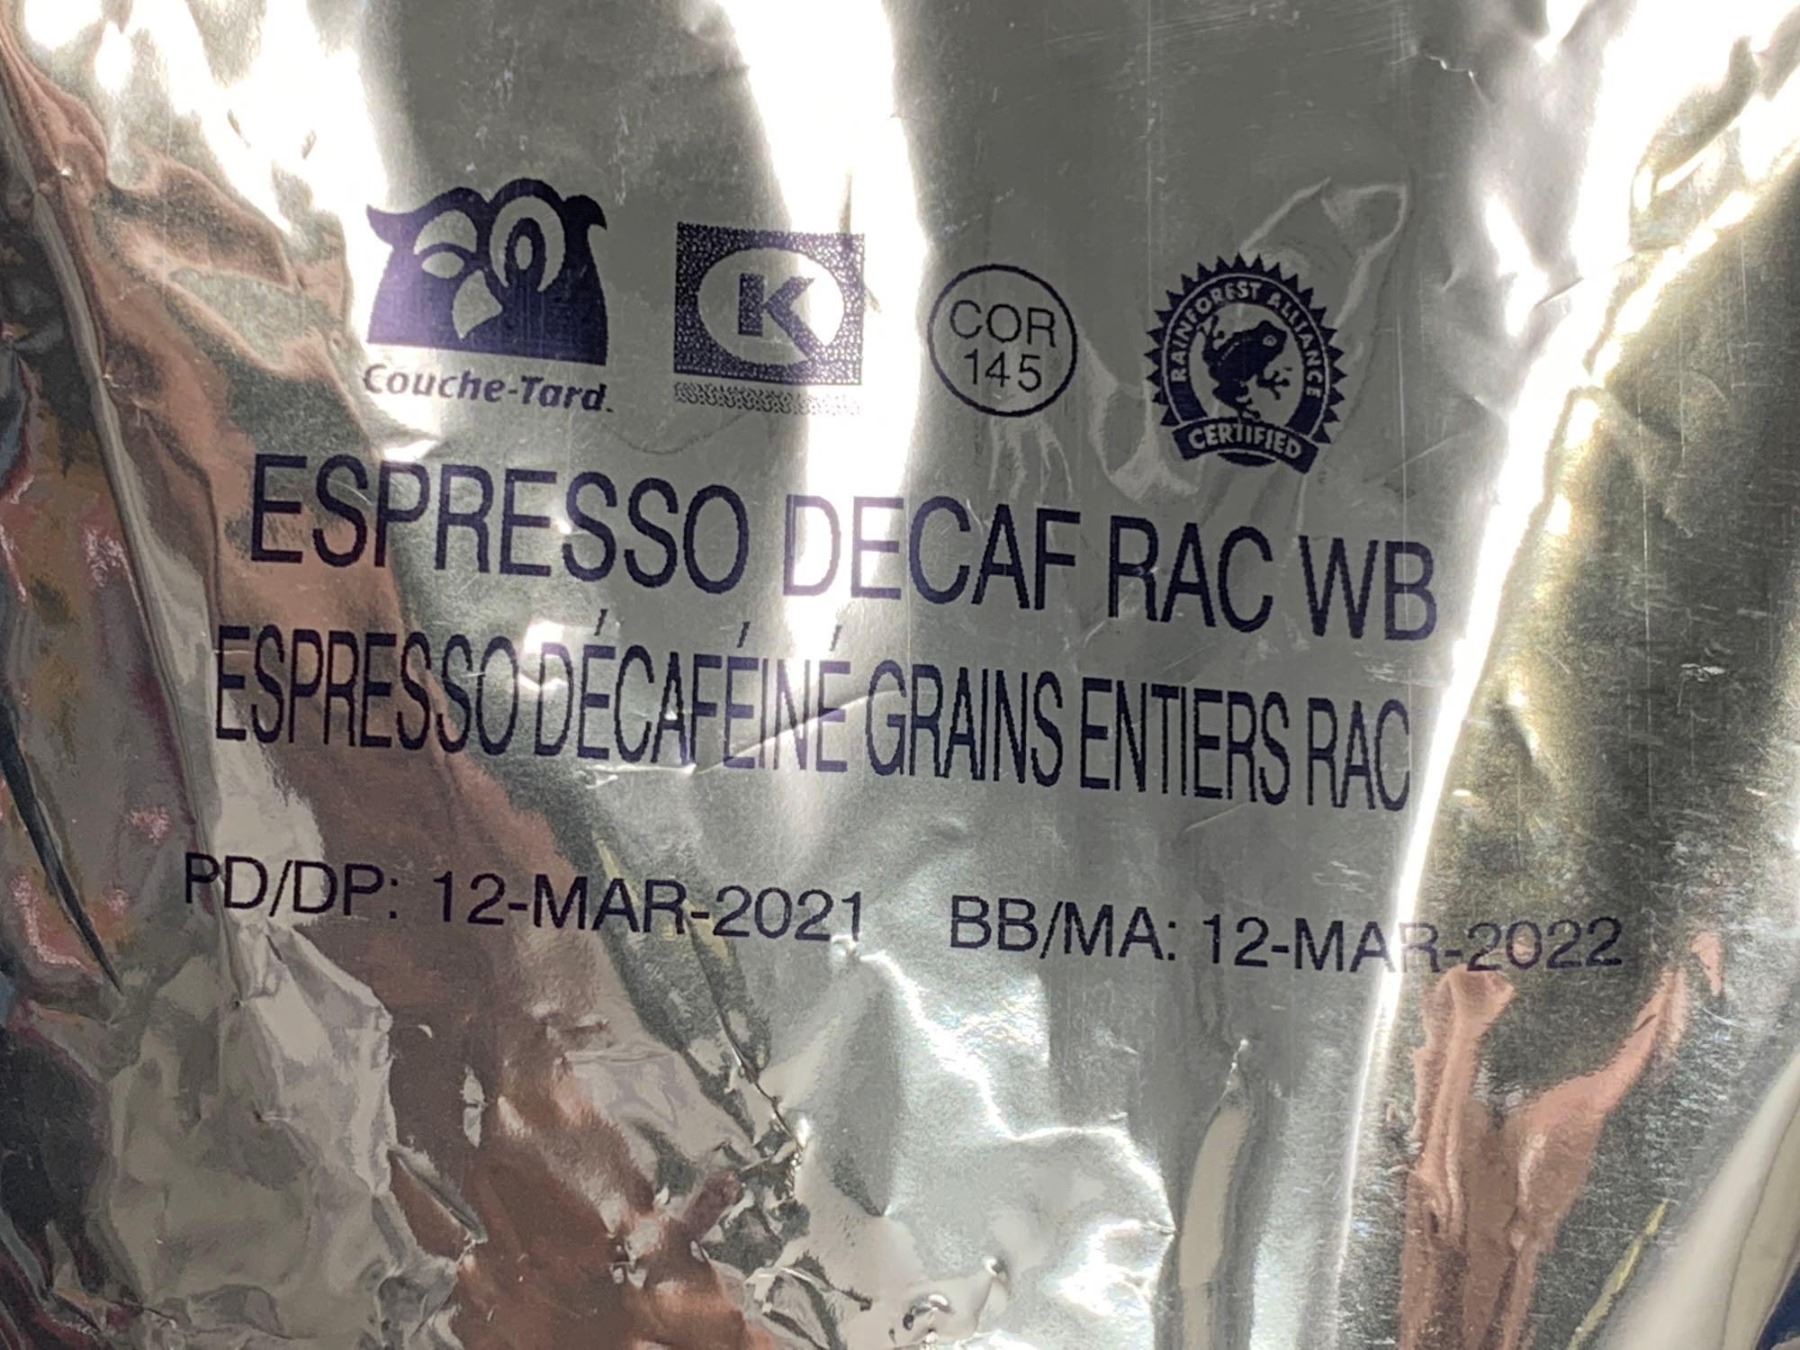 Couche-Tard.
K
COR
145
RAINFOREST ALLIANCE
CERTIFIED
ESPRESSO DECAF RAC WB
ESPRESSO DÉCAFÉINÉ GRAINS ENTIERS RAC
PD/DP: 12-MAR-2021 BB/MA: 12-MAR-2022